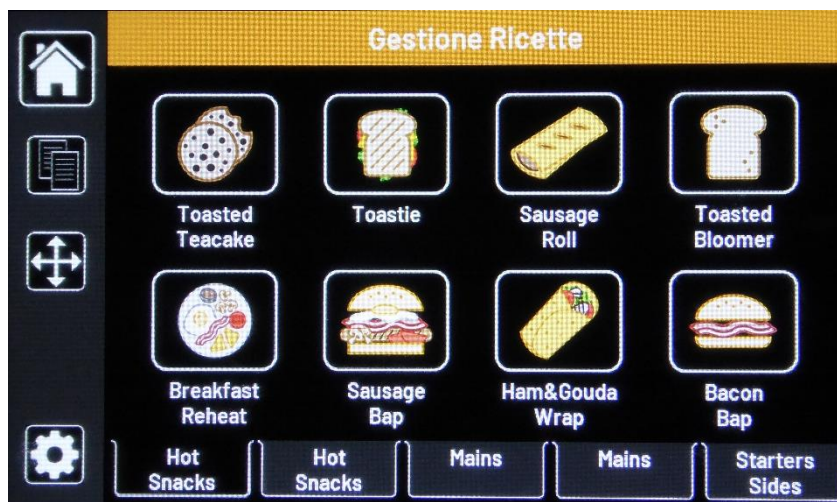 Gestione Ricette
Toasted
Teacake
Toastie
Sausage
Roll
Toasted
Bloomer
Breakfast
Reheat
Sausage
Bap
Ham&Gouda
Wrap
Bacon
Bap
Hot
Snacks
Hot
Snacks
Mains
Mains
Starters
Sides